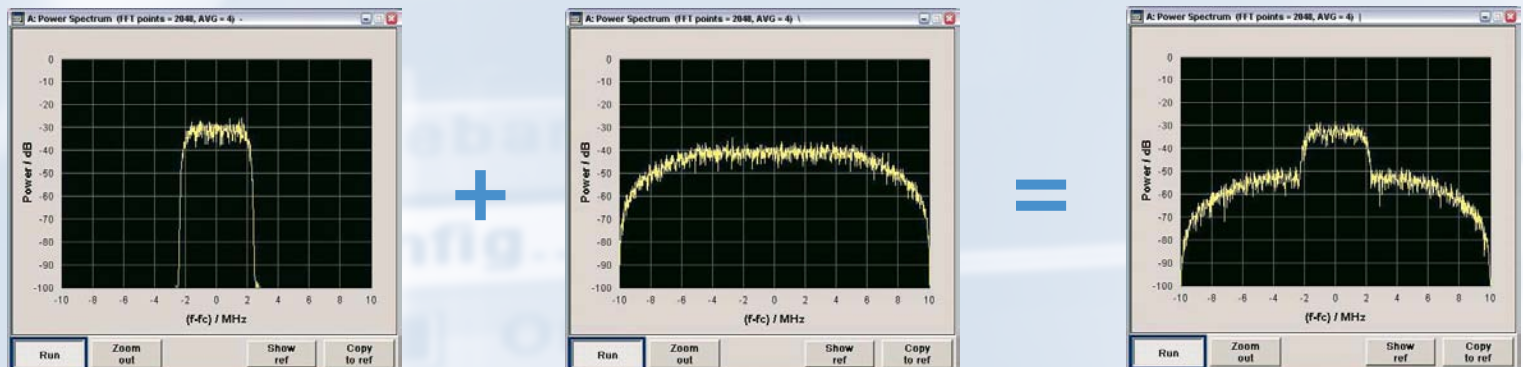 A: Power Spectrum (FFT points = 2048, AVG = 4) -
0
-10
-20
-30
-40
-50
-60
-70
-80
-90
-100
Power / dB
-10 -8 -6 -4 -2 0 2 4 6 8 10
(f-fc) / MHz
Run
Zoom out
Show ref
Copy to ref
+
A: Power Spectrum (FFT points = 2048, AVG = 4) \
0
-10
-20
-30
-40
-50
-60
-70
-80
-90
-100
Power / dB
-10 -8 -6 -4 -2 0 2 4 6 8 10
(f-fc) / MHz
Run
Zoom out
Show ref
Copy to ref
=
A: Power Spectrum (FFT points = 2048, AVG = 4) |
0
-10
-20
-30
-40
-50
-60
-70
-80
-90
-100
Power / dB
-10 -8 -6 -4 -2 0 2 4 6 8 10
(f-fc) / MHz
Run
Zoom out
Show ref
Copy to ref